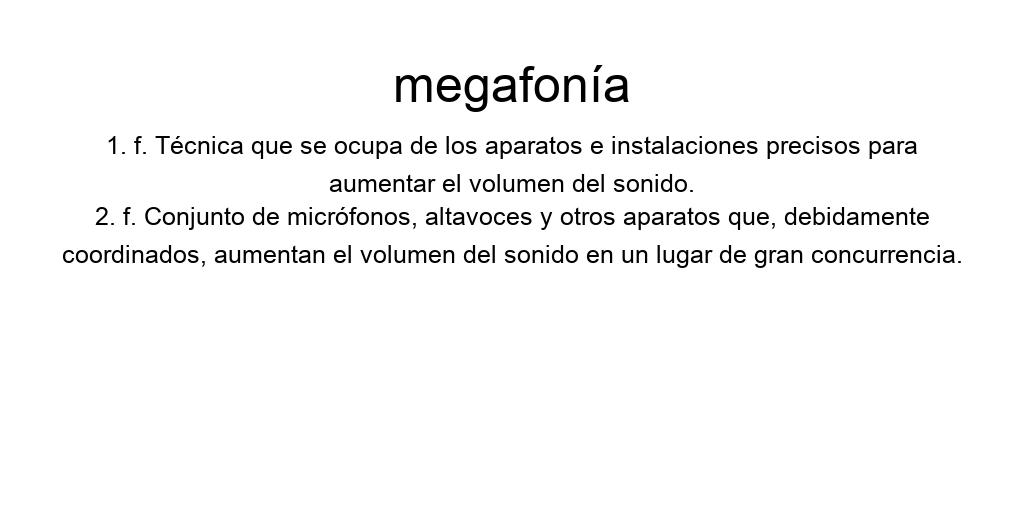 megafonía
1. f. Técnica que se ocupa de los aparatos e instalaciones precisos para
aumentar el volumen del sonido.
2. f. Conjunto de micrófonos, altavoces y otros aparatos que, debidamente
coordinados, aumentan el volumen del sonido en un lugar de gran concurrencia.